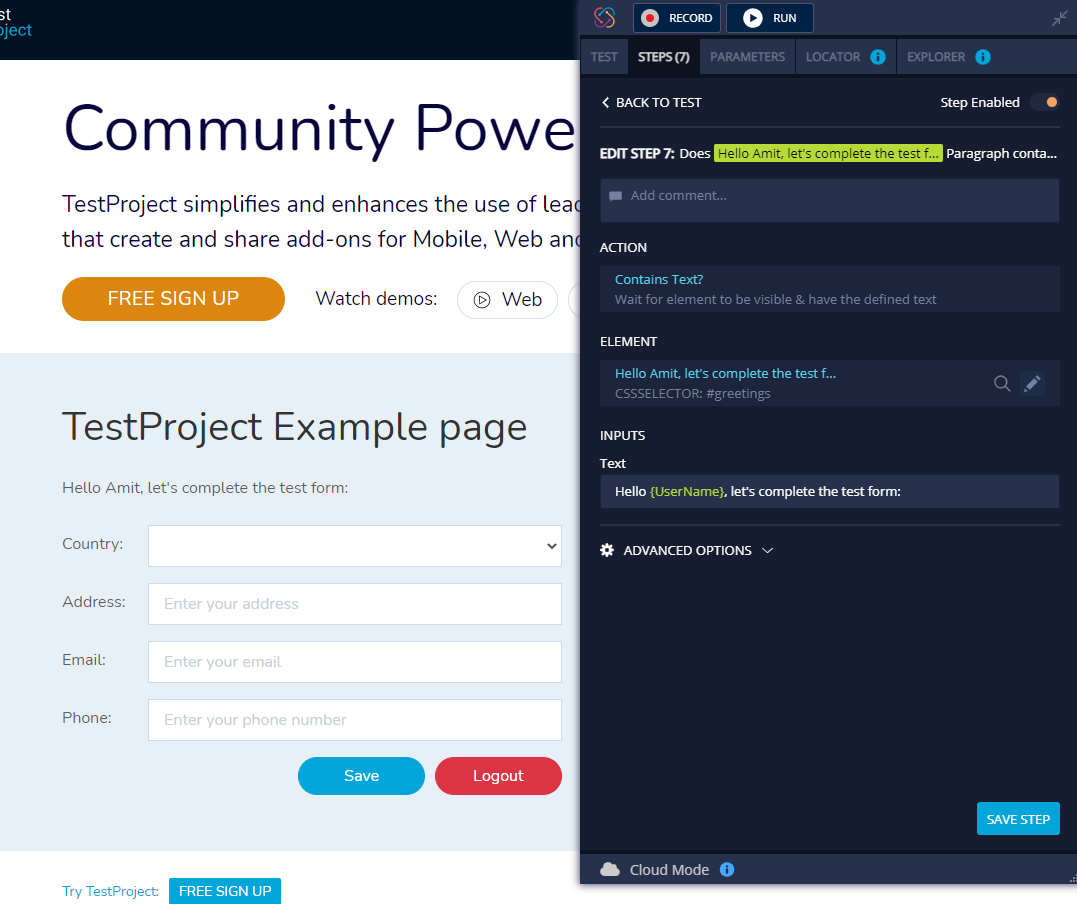 st
oject
Community Powe
TestProject simplifies and enhances the use of lead
that create and share add-ons for Mobile, Web and
FREE SIGN UP
Watch demos:
Web
TestProject Example page
Hello Amit, let's complete the test form:
Country:
Address:
Enter your address
Email:
Enter your email
Phone:
Enter your phone number
Save
Logout
Try TestProject:
FREE SIGN UP
RECORD
RUN
TEST
STEPS (7)
PARAMETERS
LOCATOR
i
EXPLORER
i
BACK TO TEST
Step Enabled
EDIT STEP 7: Does Hello Amit, let's complete the test f... Paragraph conta...
Add comment...
ACTION
Contains Text?
Wait for element to be visible & have the defined text
ELEMENT
Hello Amit, let's complete the test f...
CSSSELECTOR: #greetings
INPUTS
Text
Hello {UserName}, let's complete the test form:
ADVANCED OPTIONS
SAVE STEP
Cloud Mode
i